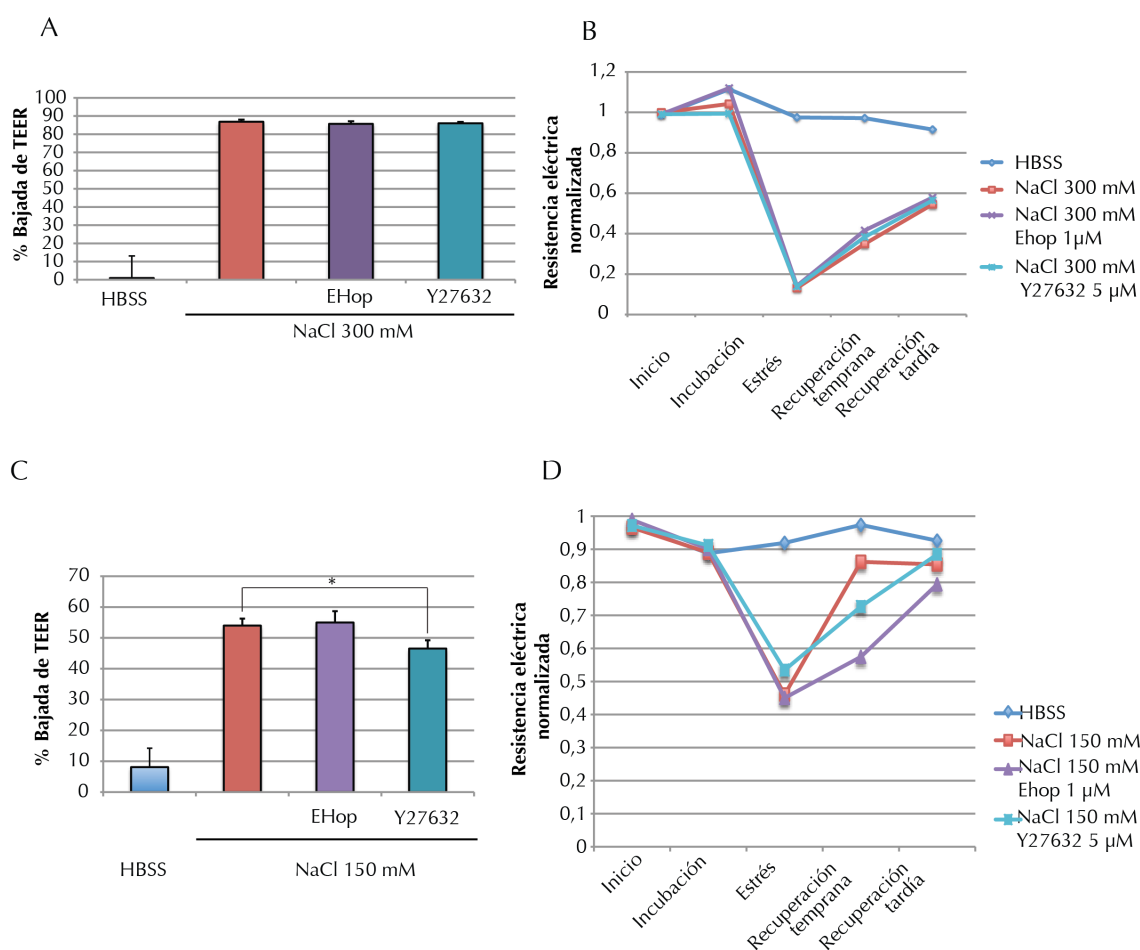 A
% Bajada de TEER
100
90
80
70
60
50
40
30
20
10
0
HBSS
EHop
Y27632
NaCl 300 mM
B
Resistencia eléctrica
normalizada
1,2
1
0,8
0,6
0,4
0,2
0
Inicio
Incubación
Estrés
Recuperación
temprana
Recuperación
tardía
HBSS
NaCl 300 mM
NaCl 300 mM
Ehop 1µM
NaCl 300 mM
Y27632 5 µM
C
% Bajada de TEER
70
60
50
40
30
20
10
0
*
EHop
Y27632
HBSS
NaCl 150 mM
D
Resistencia eléctrica
normalizada
1
0,9
0,8
0,7
0,6
0,5
0,4
0,3
0,2
0,1
0
Inicio
Incubación
Estrés
Recuperación
temprana
Recuperación
tardía
HBSS
NaCl 150 mM
NaCl 150 mM
Ehop 1 µM
NaCl 150 mM
Y27632 5 µM